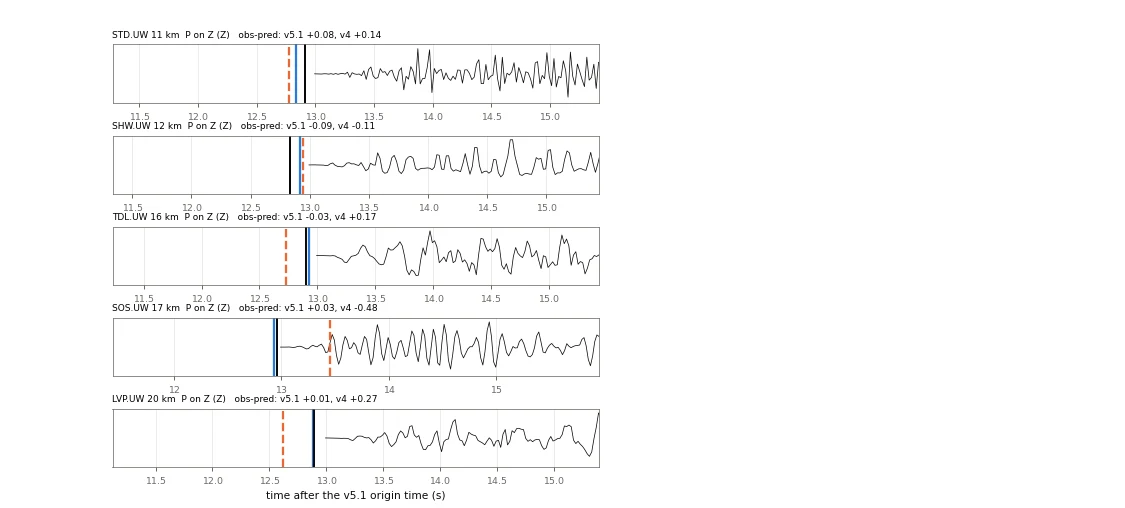 STD.UW 11 km P on Z (Z) obs-pred: v5.1 +0.08, v4 +0.14
11.5 12.0 12.5 13.0 13.5 14.0 14.5 15.0
SHW.UW 12 km P on Z (Z) obs-pred: v5.1 -0.09, v4 -0.11
11.5 12.0 12.5 13.0 13.5 14.0 14.5 15.0
TDL.UW 16 km P on Z (Z) obs-pred: v5.1 -0.03, v4 +0.17
11.5 12.0 12.5 13.0 13.5 14.0 14.5 15.0
SOS.UW 17 km P on Z (Z) obs-pred: v5.1 +0.03, v4 -0.48
12 13 14 15
LVP.UW 20 km P on Z (Z) obs-pred: v5.1 +0.01, v4 +0.27
11.5 12.0 12.5 13.0 13.5 14.0 14.5 15.0
time after the v5.1 origin time (s)